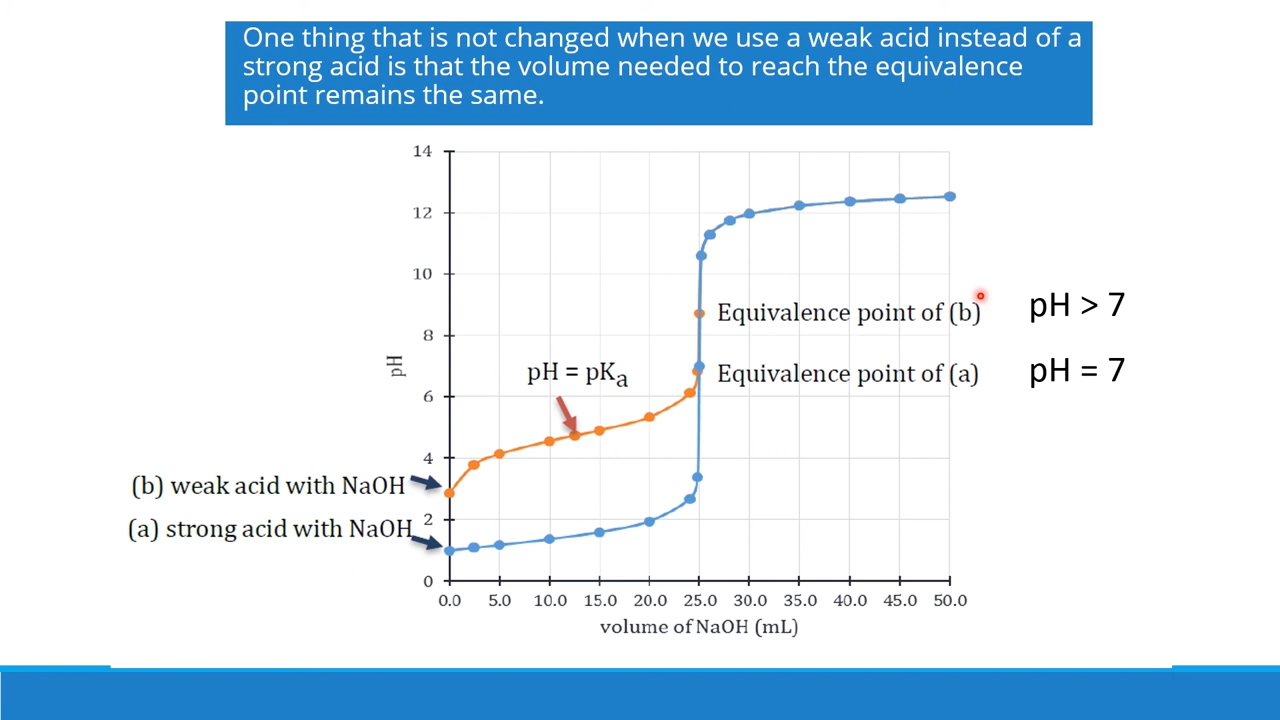 One thing that is not changed when we use a weak acid instead of a
strong acid is that the volume needed to reach the equivalence
point remains the same.
14
12
10
8
6
4
2
0
pH
Equivalence point of (b)
pH > 7
pH = pKa
Equivalence point of (a)
pH = 7
(b) weak acid with NaOH
(a) strong acid with NaOH
0.0 5.0 10.0 15.0 20.0 25.0 30.0 35.0 40.0 45.0 50.0
volume of NaOH (mL)